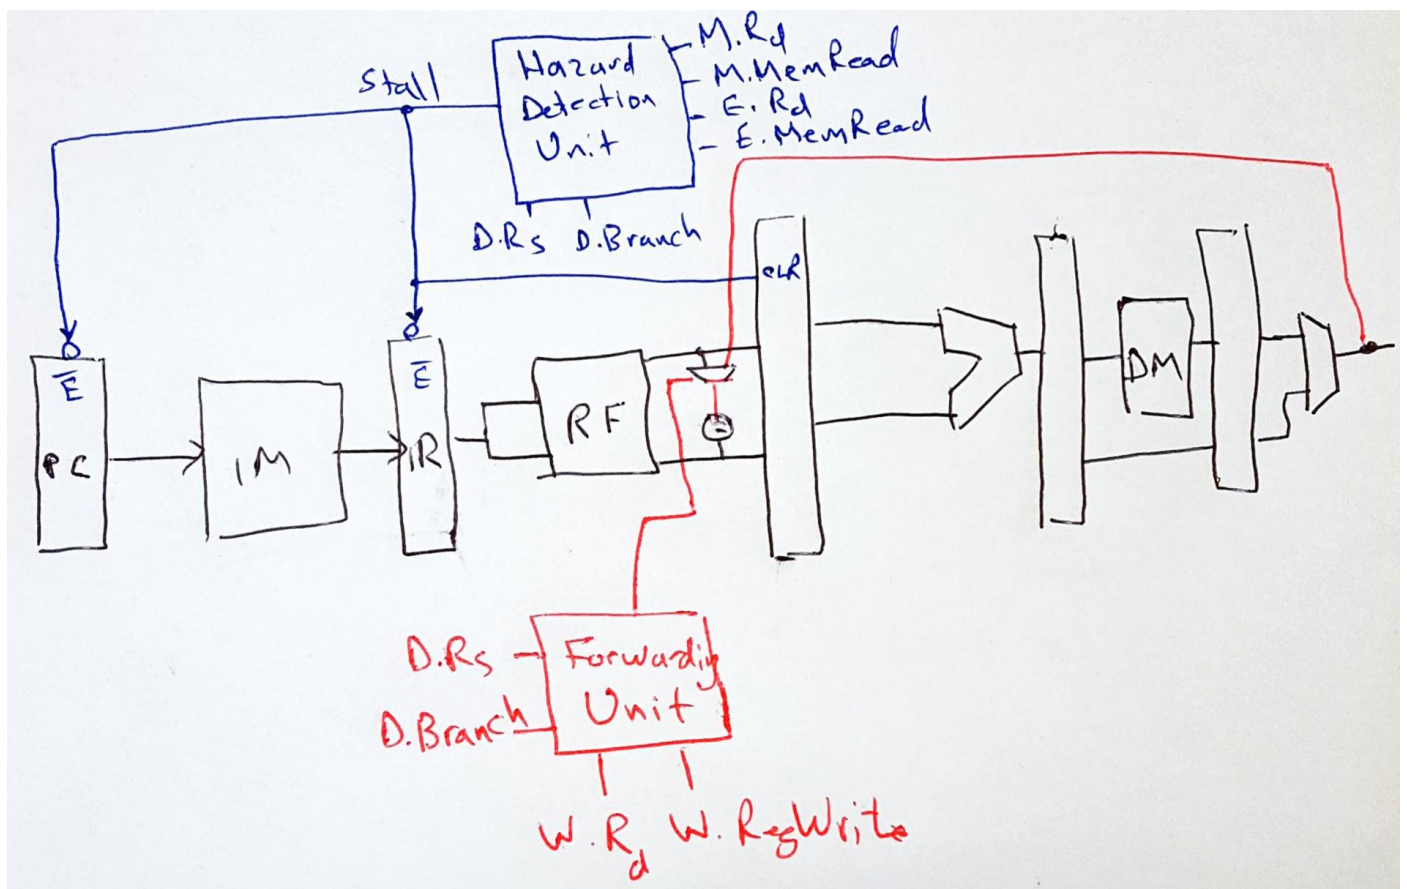 Stall
Hazard
Detection
Unit
M.Rd
M.MemRead
E.Rd
E.MemRead
D.Rs D.Branch
CLR
E̅
PC
IM
E̅
IR
RF
=
DM
D.Rs
D.Branch
Forwardig
Unit
W.Rd W.RegWrite